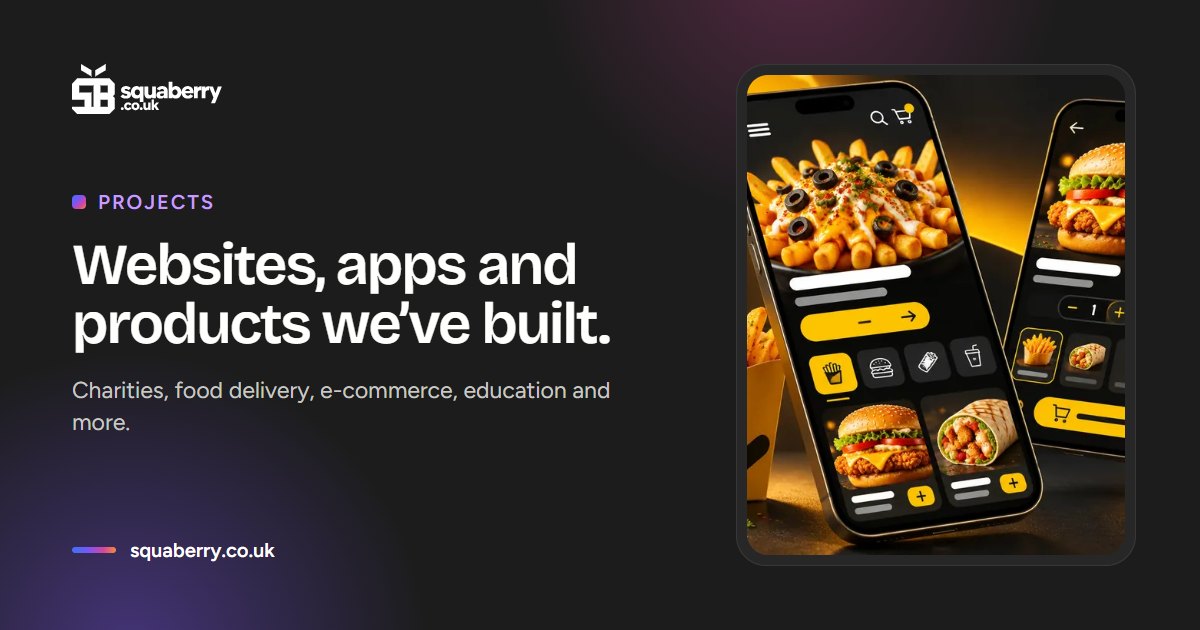 squaberry
.co.uk
PROJECTS
Websites, apps and
products we’ve built.
Charities, food delivery, e-commerce, education and
more.
squaberry.co.uk
1